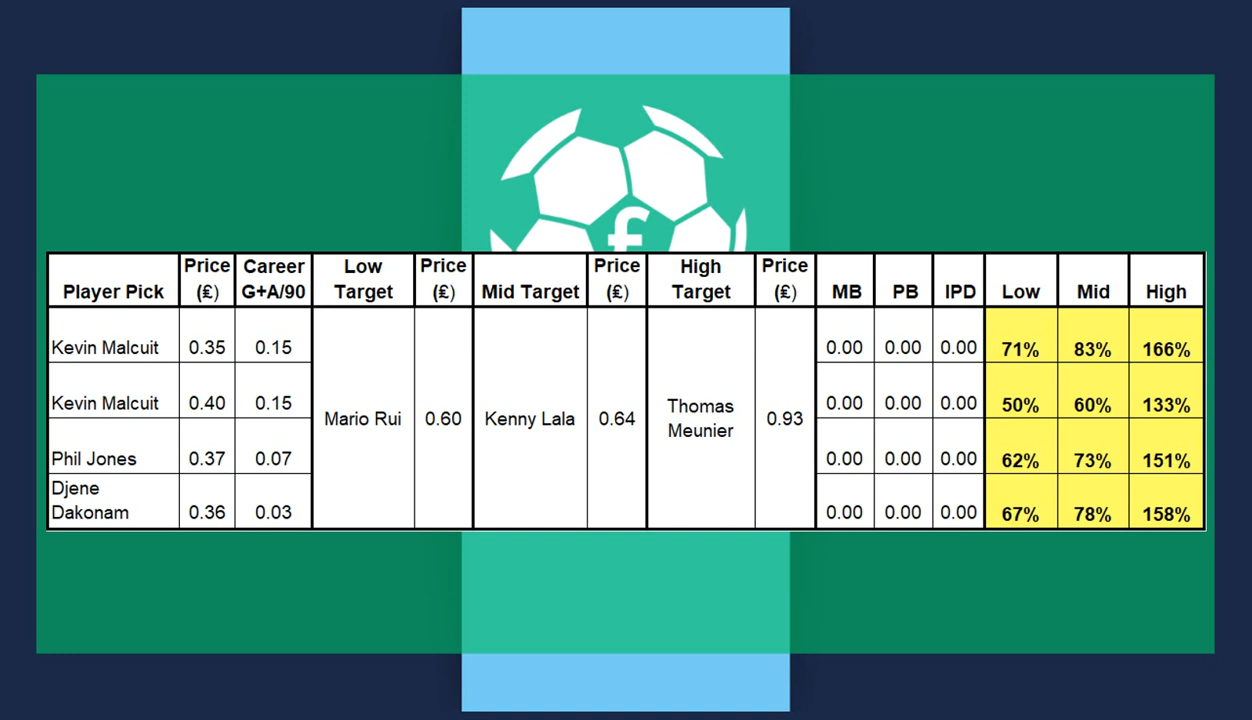 £
Player Pick Price (£) Career G+A/90 Low Target Price (£) Mid Target Price (£) High Target Price (£) MB PB IPD Low Mid High
Kevin Malcuit 0.35 0.15 Mario Rui 0.60 Kenny Lala 0.64 Thomas Meunier 0.93 0.00 0.00 0.00 71% 83% 166%
Kevin Malcuit 0.40 0.15 0.00 0.00 0.00 50% 60% 133%
Phil Jones 0.37 0.07 0.00 0.00 0.00 62% 73% 151%
Djene Dakonam 0.36 0.03 0.00 0.00 0.00 67% 78% 158%